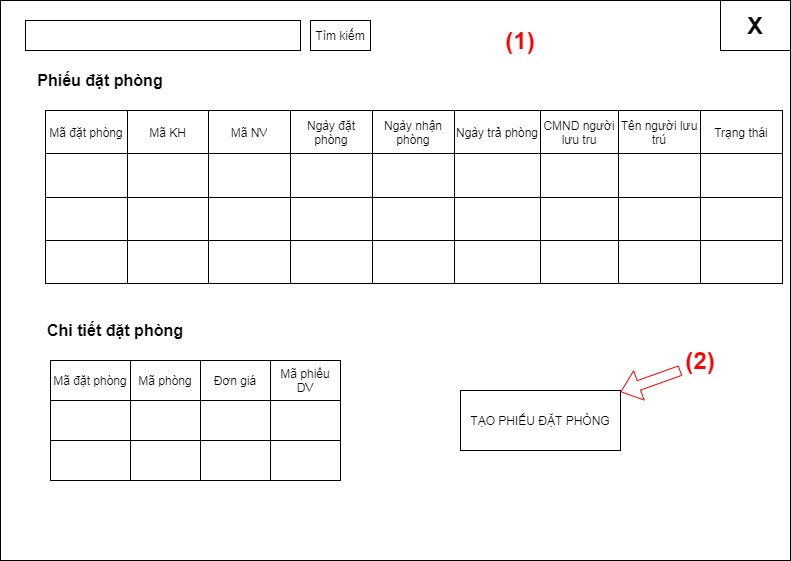 Tìm kiếm
(1)
X
Phiếu đặt phòng
Mã đặt phòng
Mã KH
Mã NV
Ngày đặt
phòng
Ngày nhận
phòng
Ngày trả phòng
CMND người
lưu tru
Tên người lưu
trú
Trạng thái
Chi tiết đặt phòng
Mã đặt phòng
Mã phòng
Đơn giá
Mã phiếu
DV
(2)
TẠO PHIẾU ĐẶT PHÒNG